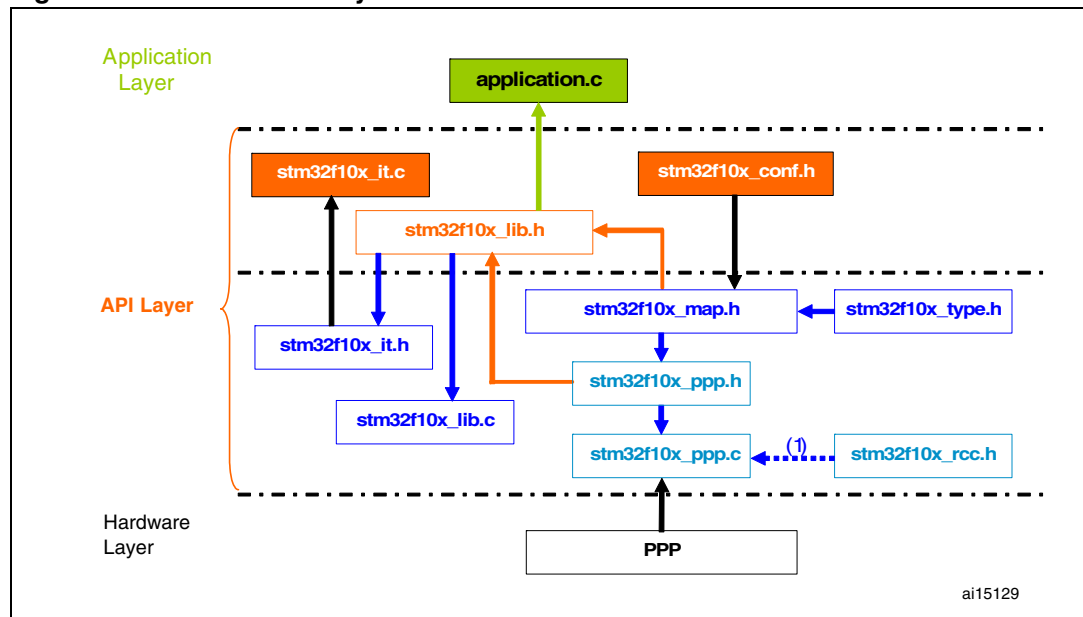 Application
Layer
application.c
stm32f10x_it.c
stm32f10x_conf.h
stm32f10x_lib.h
API Layer
stm32f10x_map.h
stm32f10x_type.h
stm32f10x_it.h
stm32f10x_ppp.h
stm32f10x_lib.c
(1)
stm32f10x_ppp.c
stm32f10x_rcc.h
Hardware
Layer
PPP
ai15129